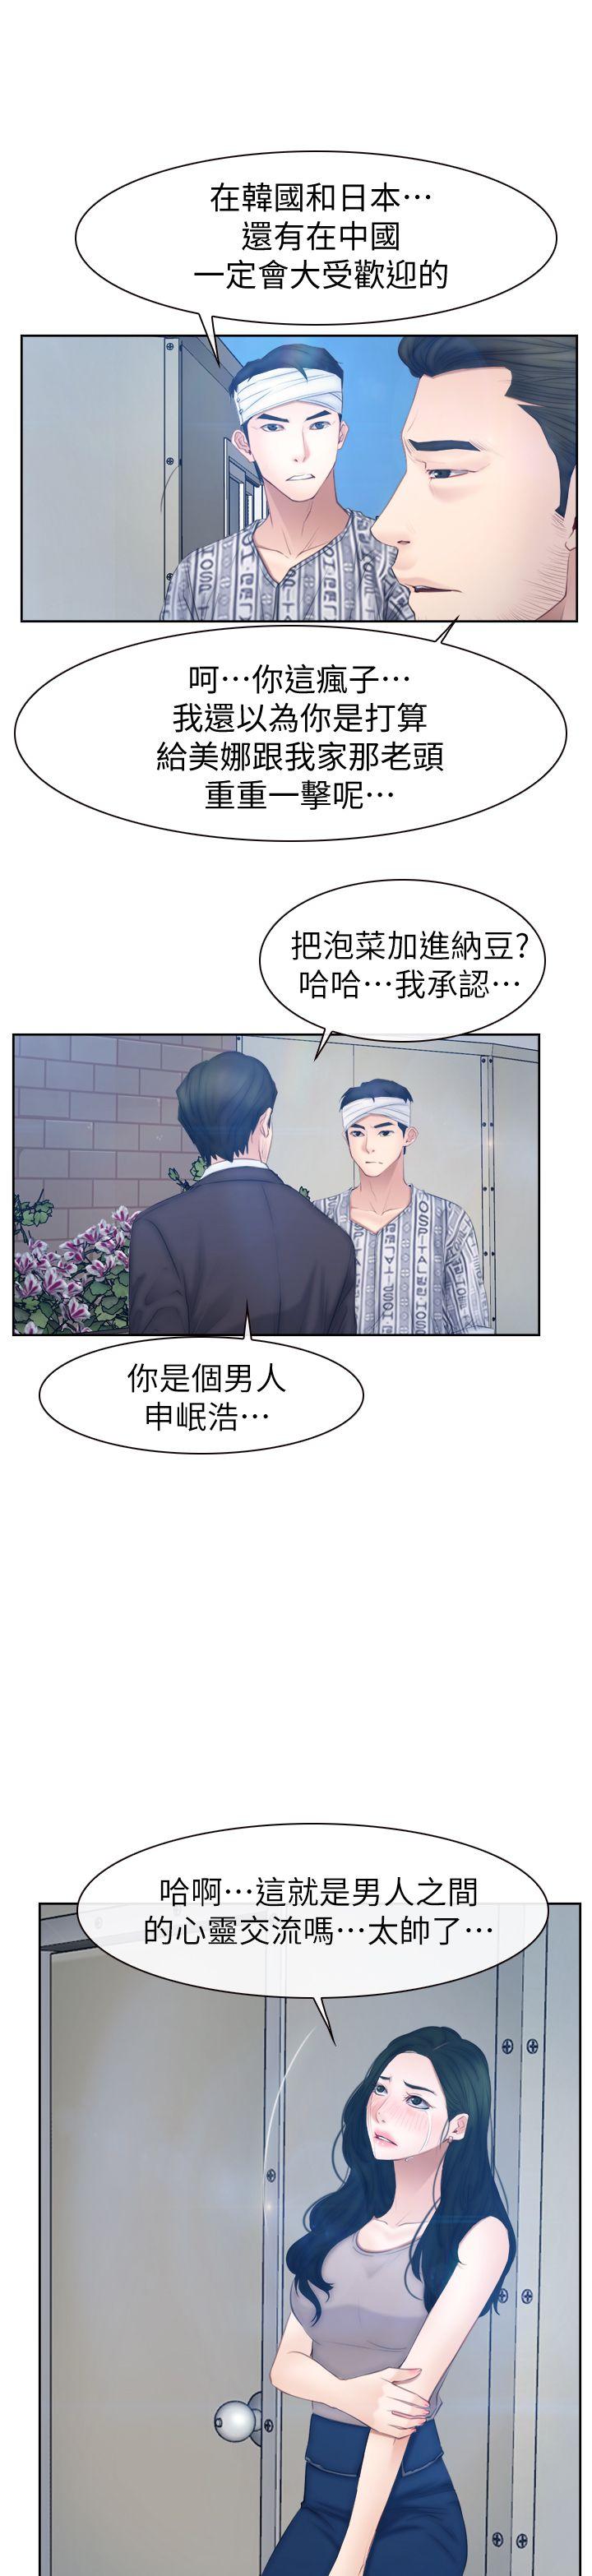 在韓國和日本…
還有在中國
一定會大受歡迎的
HOSPITAL
呵…你這瘋子…
我還以為你是打算
給美娜跟我家那老頭
重重一擊呢…
把泡菜加進納豆?
哈哈…我承認…
HOSPITAL
你是個男人
申岷浩…
哈啊…這就是男人之間
的心靈交流嗎…太帥了…